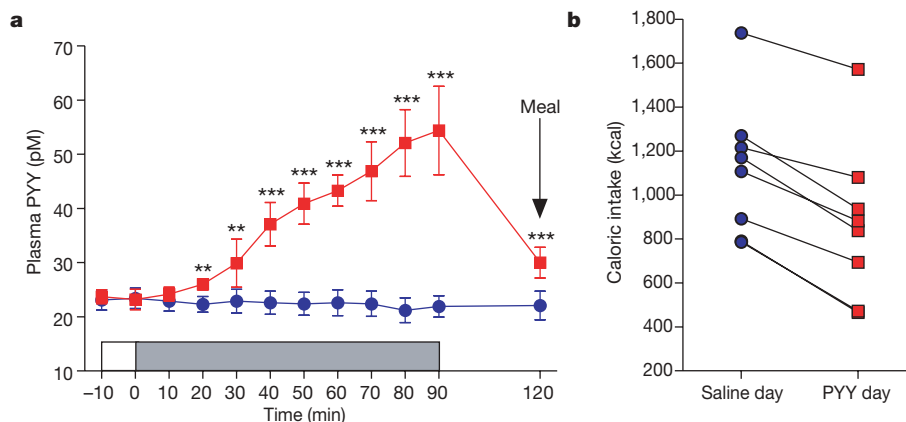 a
Plasma PYY (pM)
70
60
50
40
30
20
10
** ** *** *** *** *** *** *** ***
Meal
–10 0 10 20 30 40 50 60 70 80 90 120
Time (min)
b
Caloric intake (kcal)
1,800
1,600
1,400
1,200
1,000
800
600
400
200
Saline day PYY day